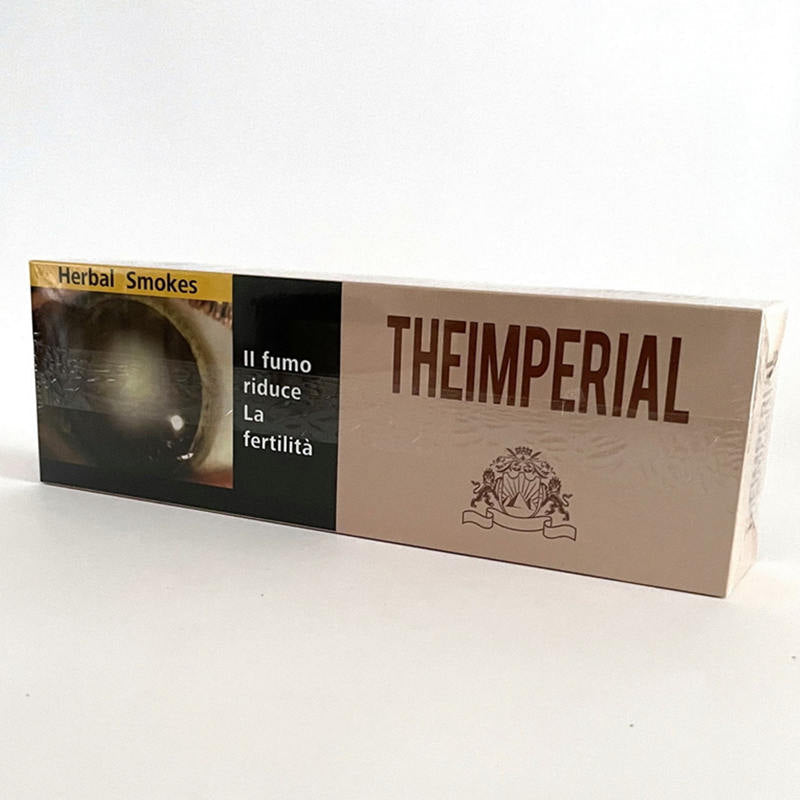 Herbal Smokes
Il fumo
riduce
La
fertilità
THEIMPERIAL